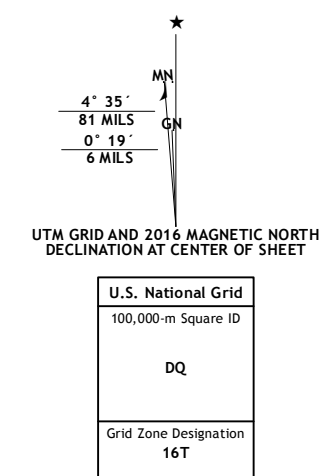 MN
4° 35´
81 MILS
GN
0° 19´
6 MILS
UTM GRID AND 2016 MAGNETIC NORTH
DECLINATION AT CENTER OF SHEET
U.S. National Grid
100,000-m Square ID
DQ
Grid Zone Designation
16T